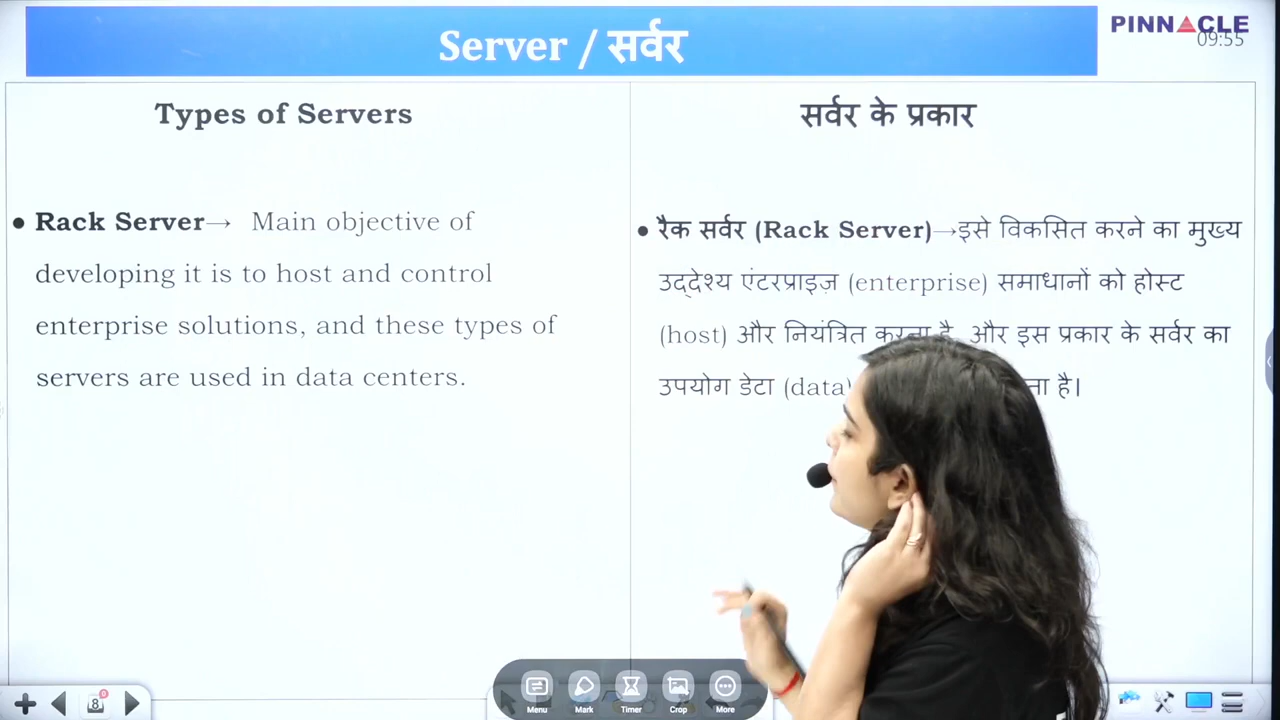 Server / सर्वर
PINNACLE
09:55
Types of Servers
● Rack Server→ Main objective of
developing it is to host and control
enterprise solutions, and these types of
servers are used in data centers.
सर्वर के प्रकार
● रैक सर्वर (Rack Server)→इसे विकसित करने का मुख्य
उद्देश्य एंटरप्राइज़ (enterprise) समाधानों को होस्ट
(host) और नियंत्रित करना है, और इस प्रकार के सर्वर का
उपयोग डेटा (data) है।
8
0
Menu
Mark
Timer
Crop
More